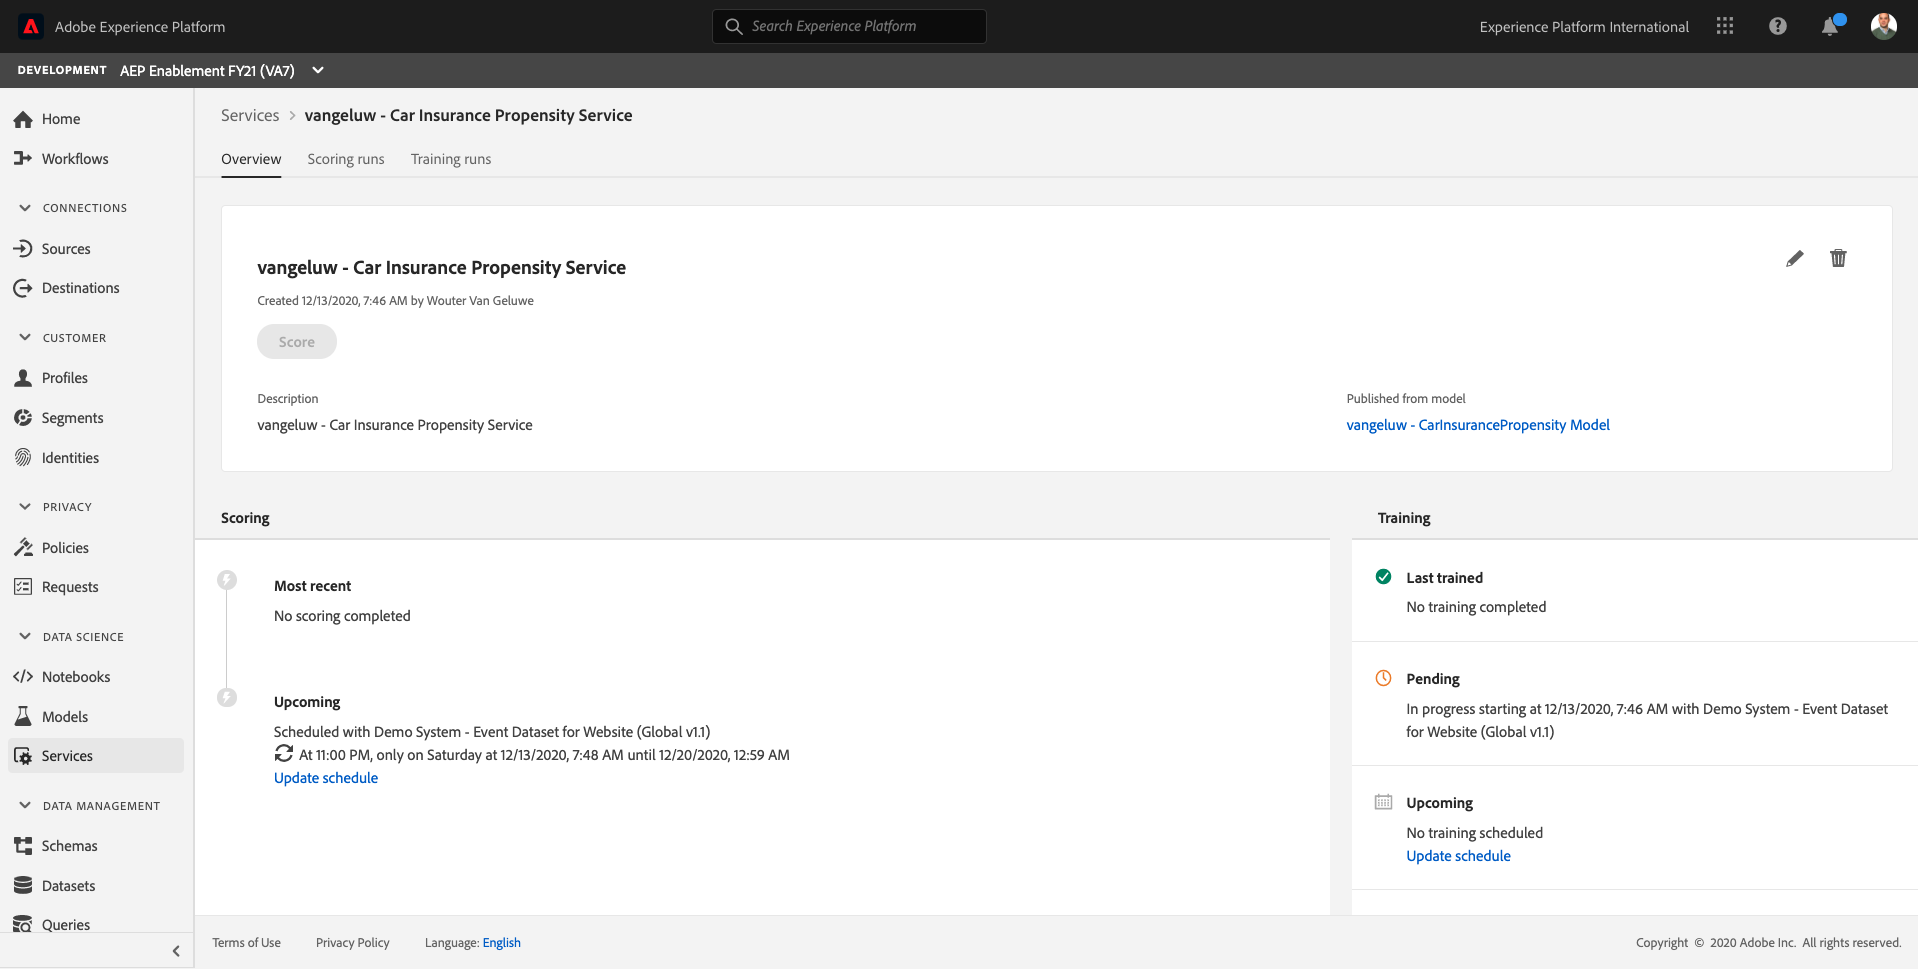 Adobe Experience Platform
Search Experience Platform
Experience Platform International
DEVELOPMENT AEP Enablement FY21 (VA7)
Home
Workflows
CONNECTIONS
Sources
Destinations
CUSTOMER
Profiles
Segments
Identities
PRIVACY
Policies
Requests
DATA SCIENCE
Notebooks
Models
Services
DATA MANAGEMENT
Schemas
Datasets
Queries
Services > vangeluw - Car Insurance Propensity Service
Overview Scoring runs Training runs
vangeluw - Car Insurance Propensity Service
Created 12/13/2020, 7:46 AM by Wouter Van Geluwe
Score
Description
vangeluw - Car Insurance Propensity Service
Published from model
vangeluw - CarInsurancePropensity Model
Scoring
Most recent
No scoring completed
Upcoming
Scheduled with Demo System - Event Dataset for Website (Global v1.1)
At 11:00 PM, only on Saturday at 12/13/2020, 7:48 AM until 12/20/2020, 12:59 AM
Update schedule
Training
Last trained
No training completed
Pending
In progress starting at 12/13/2020, 7:46 AM with Demo System - Event Dataset
for Website (Global v1.1)
Upcoming
No training scheduled
Update schedule
Terms of Use Privacy Policy Language: English
Copyright © 2020 Adobe Inc. All rights reserved.